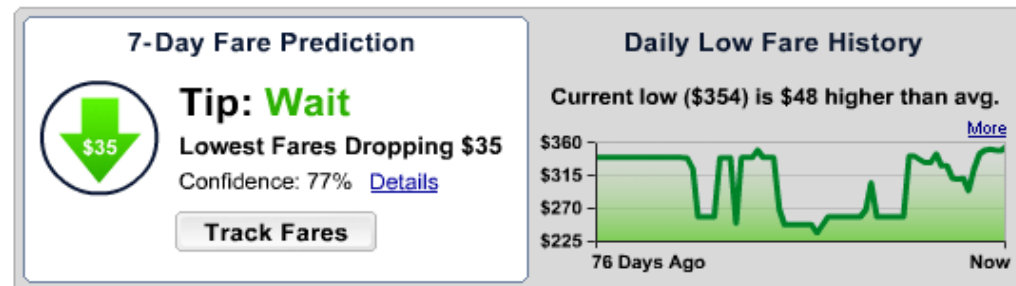 7-Day Fare Prediction
$35
Tip: Wait
Lowest Fares Dropping $35
Confidence: 77% Details
Track Fares
Daily Low Fare History
Current low ($354) is $48 higher than avg.
More
$360
$315
$270
$225
76 Days Ago Now